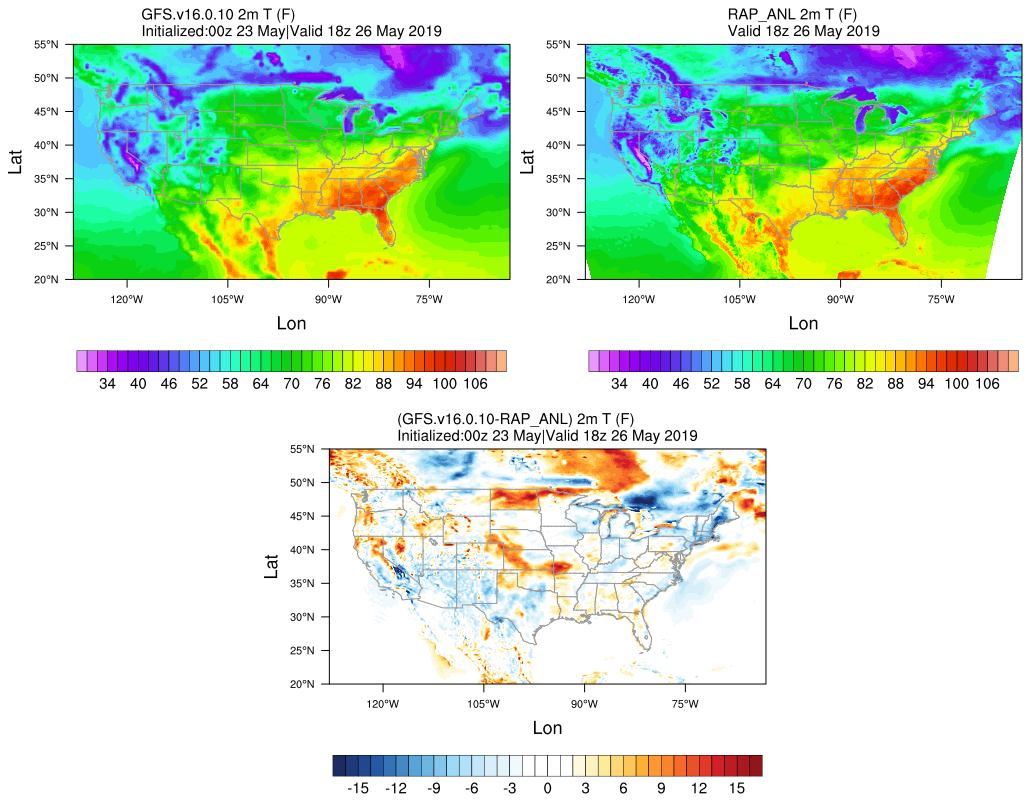 GFS.v16.0.10 2m T (F)
Initialized:00z 23 May|Valid 18z 26 May 2019
55°N
50°N
45°N
40°N
35°N
30°N
25°N
20°N
Lat
120°W 105°W 90°W 75°W
Lon
34 40 46 52 58 64 70 76 82 88 94 100 106
RAP_ANL 2m T (F)
Valid 18z 26 May 2019
55°N
50°N
45°N
40°N
35°N
30°N
25°N
20°N
Lat
120°W 105°W 90°W 75°W
Lon
34 40 46 52 58 64 70 76 82 88 94 100 106
(GFS.v16.0.10-RAP_ANL) 2m T (F)
Initialized:00z 23 May|Valid 18z 26 May 2019
55°N
50°N
45°N
40°N
35°N
30°N
25°N
20°N
Lat
120°W 105°W 90°W 75°W
Lon
-15 -12 -9 -6 -3 0 3 6 9 12 15